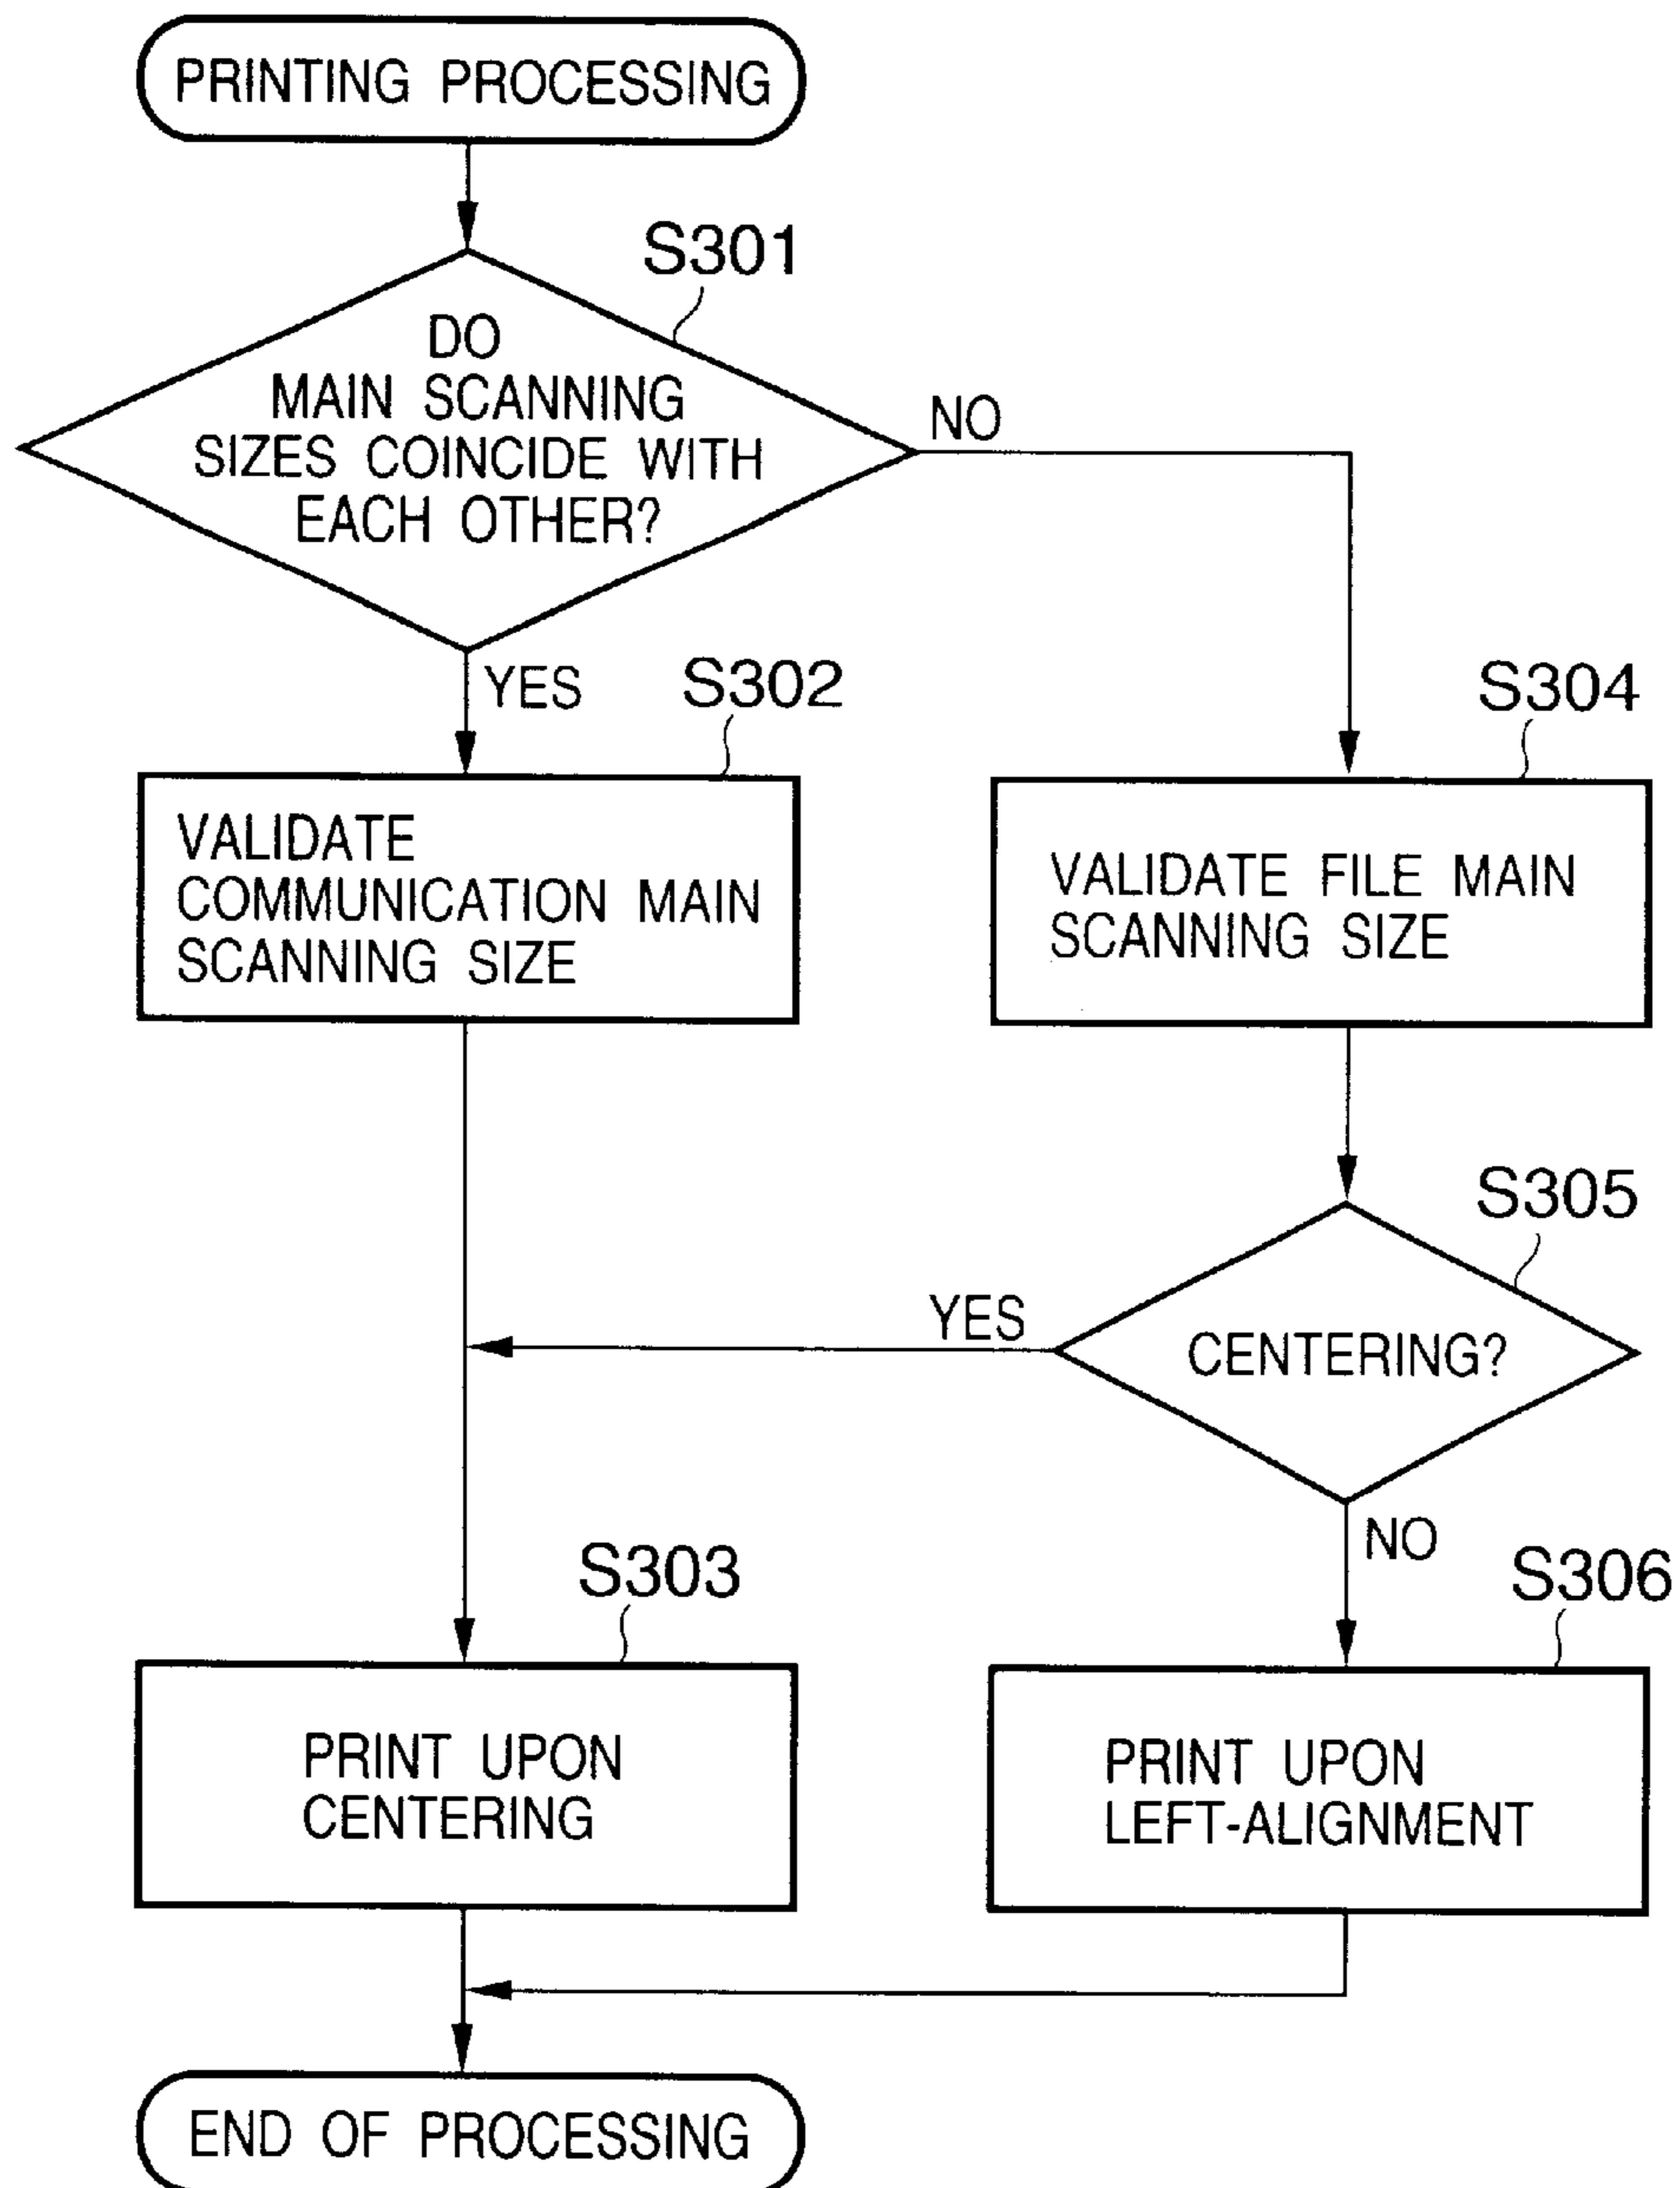 PRINTING PROCESSING
S301
DO
MAIN SCANNING
SIZES COINCIDE WITH
EACH OTHER?
NO
YES
S302
S304
VALIDATE
COMMUNICATION MAIN
SCANNING SIZE
VALIDATE FILE MAIN
SCANNING SIZE
S305
YES
CENTERING?
NO
S303
S306
PRINT UPON
CENTERING
PRINT UPON
LEFT-ALIGNMENT
END OF PROCESSING